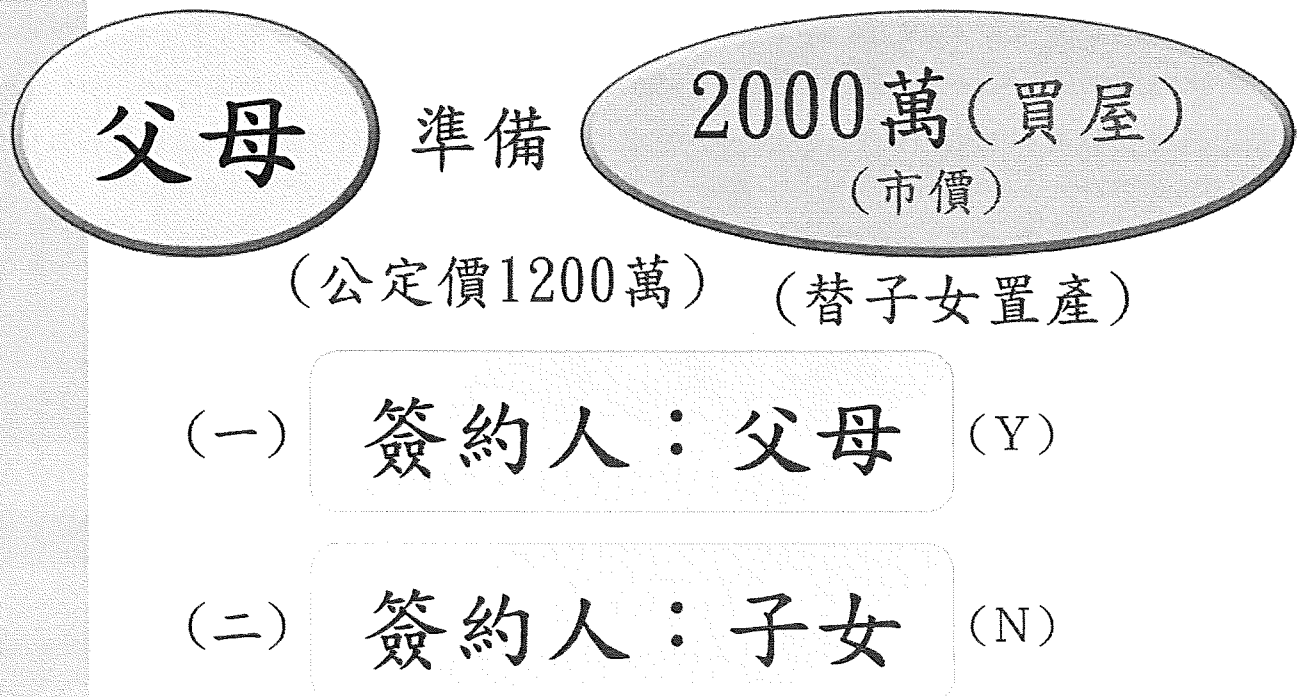 父母 準備 2000萬(買屋)
(市價)
(公定價1200萬) (替子女置產)
(一) 簽約人：父母 (Y)
(二) 簽約人：子女 (N)